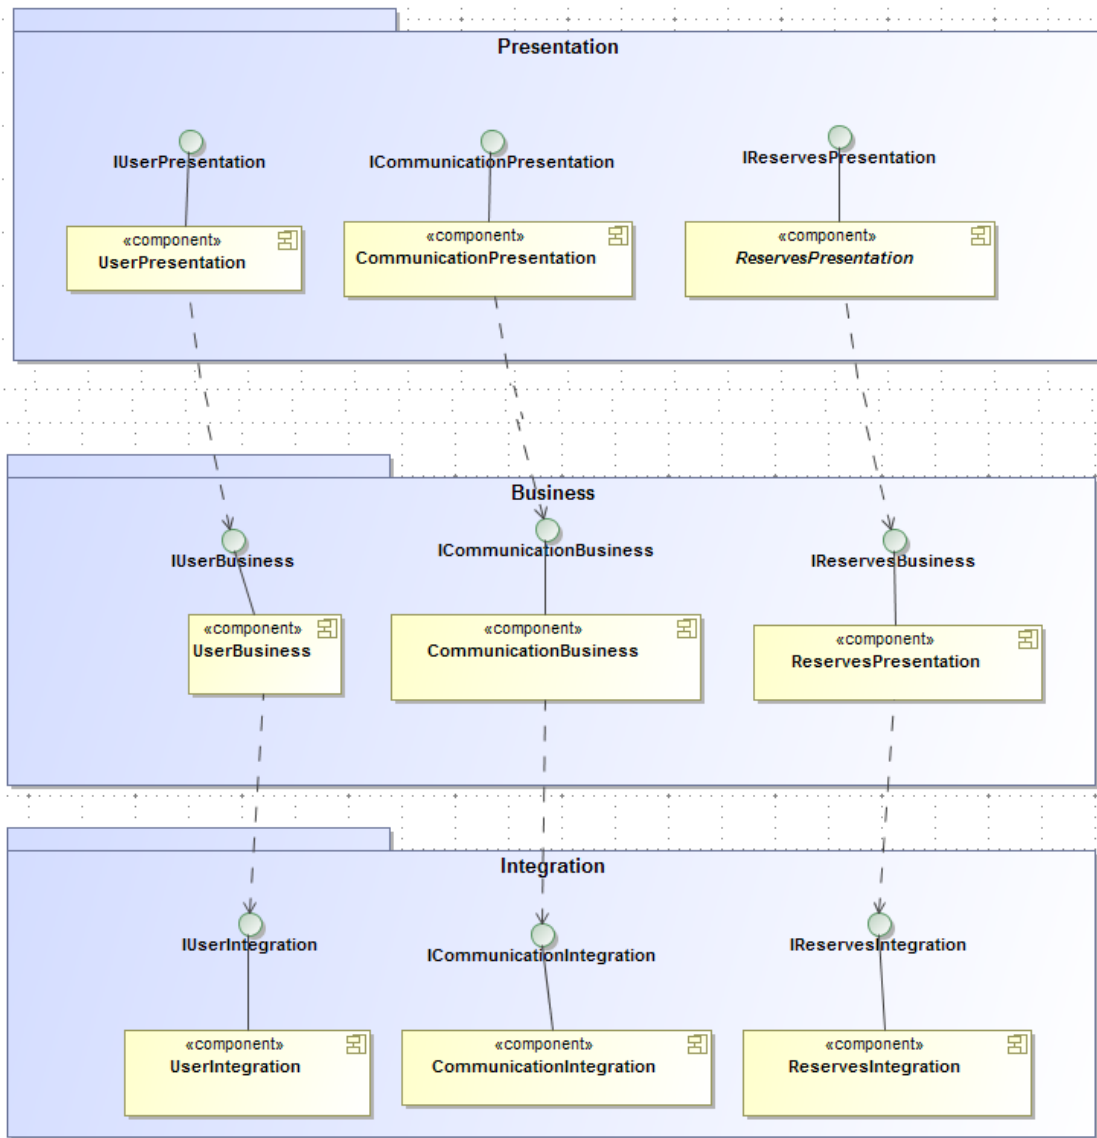 Presentation
IUserPresentation
ICommunicationPresentation
IReservesPresentation
«component»
UserPresentation
«component»
CommunicationPresentation
«component»
ReservesPresentation
Business
IUserBusiness
ICommunicationBusiness
IReservesBusiness
«component»
UserBusiness
«component»
CommunicationBusiness
«component»
ReservesPresentation
Integration
IUserIntegration
ICommunicationIntegration
IReservesIntegration
«component»
UserIntegration
«component»
CommunicationIntegration
«component»
ReservesIntegration